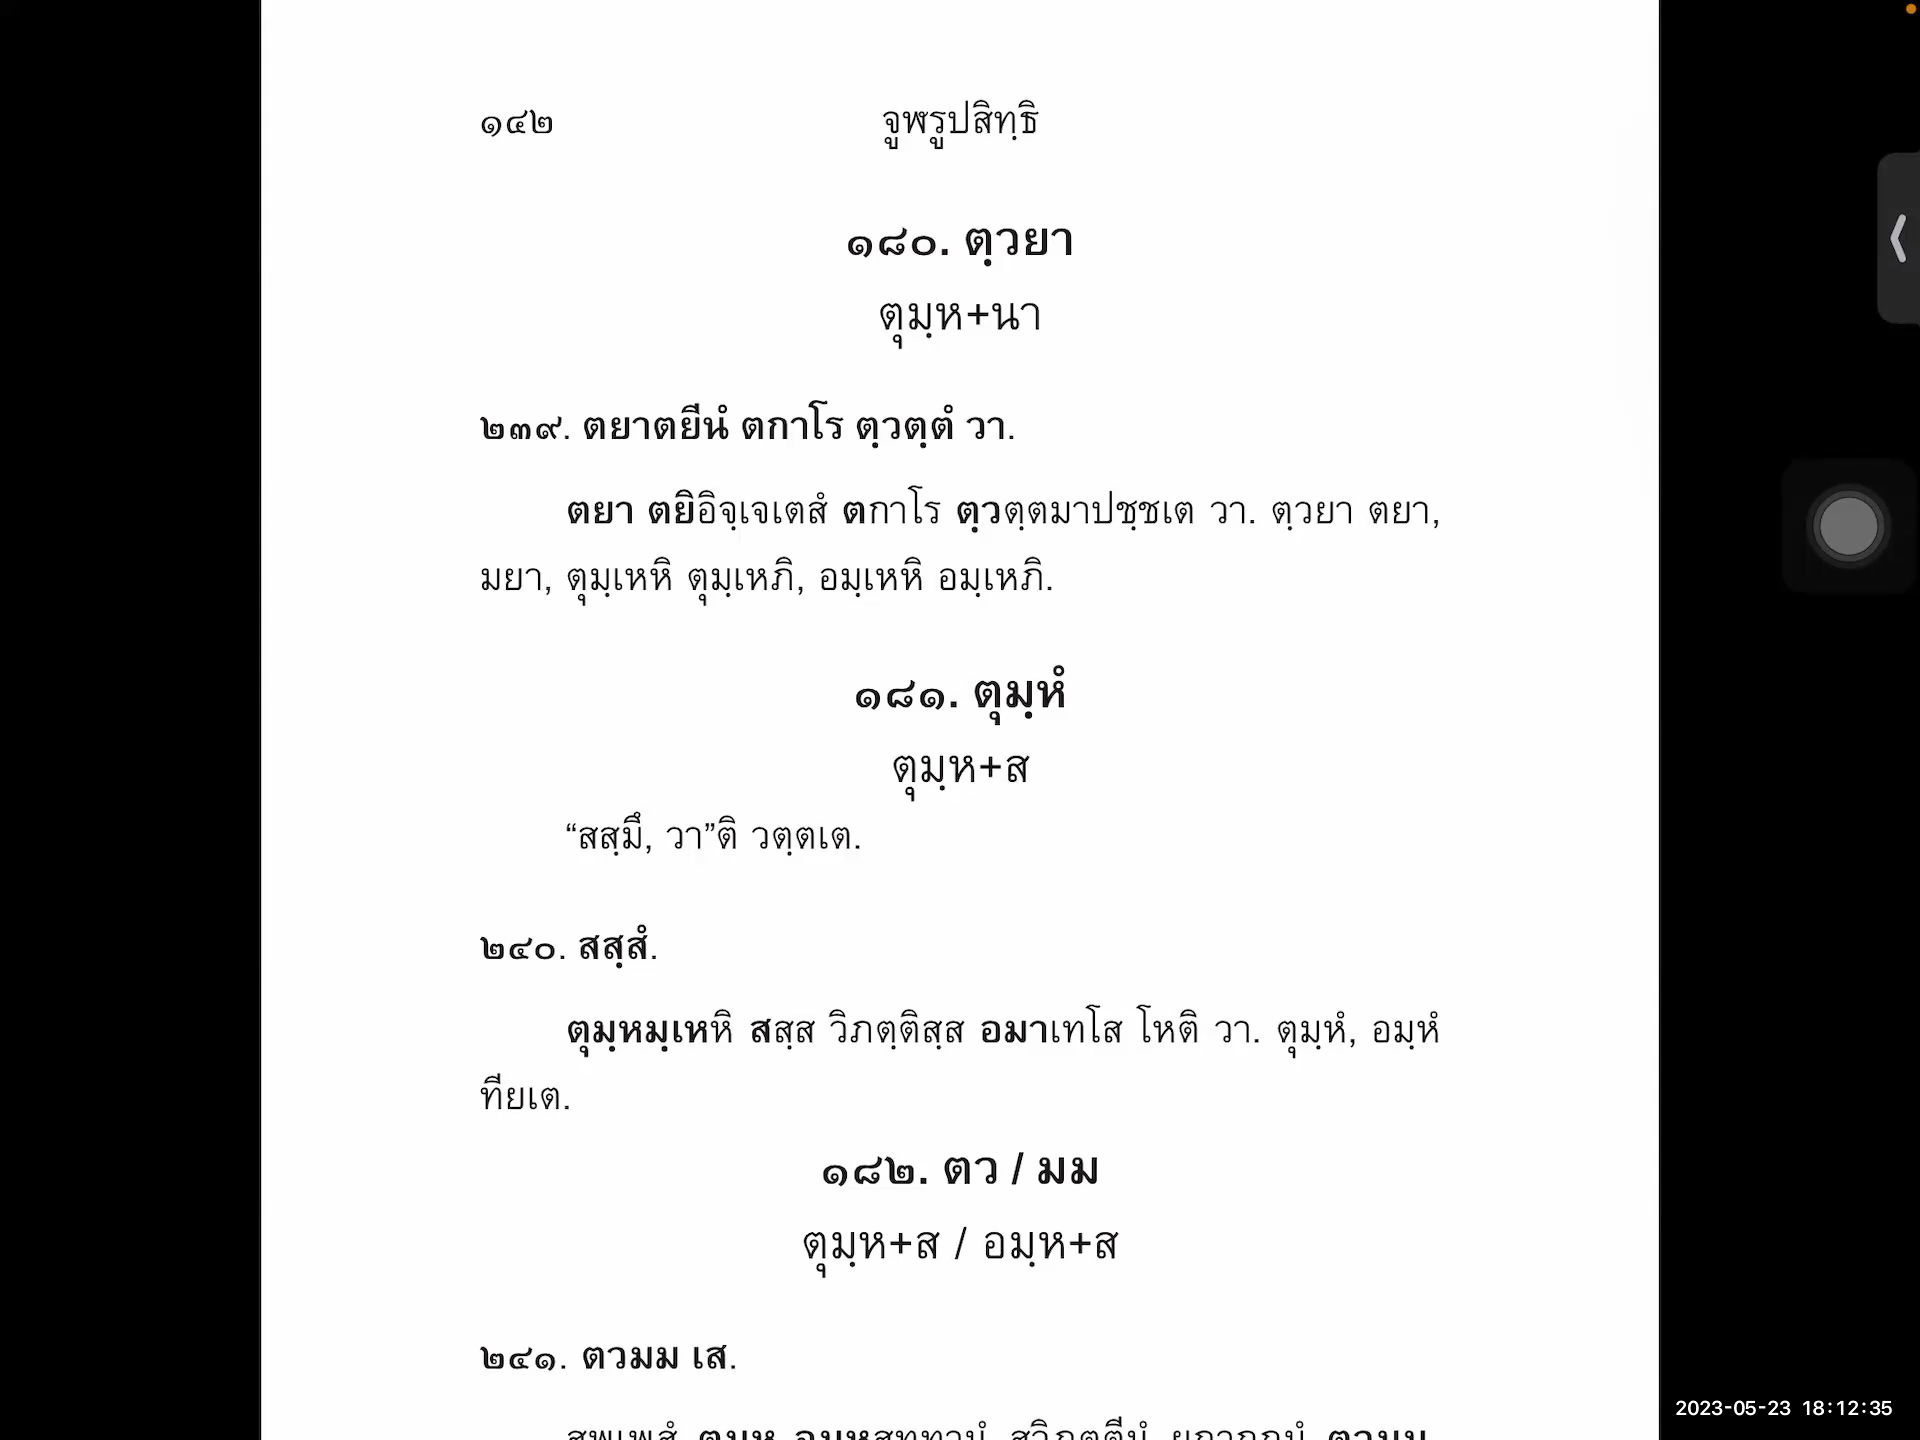 ๑๔๒ จูฬรูปสิทฺธิ
๑๘๐. ตฺวยา
ตุมฺห+นา
๒๓๙. ตยาตยีนํ ตกาโร ตฺวตฺตํ วา.
ตยา ตยิอิจฺเจเตสํ ตกาโร ตฺวตฺตมาปชฺชเต วา. ตฺวยา ตยา,
มยา, ตุมฺเหหิ ตุมฺเหภิ, อมฺเหหิ อมฺเหภิ.
๑๘๑. ตุมฺหํ
ตุมฺห+ส
“สสฺมึ, วา”ติ วตฺตเต.
๒๔๐. สสฺสํ.
ตุมฺหมฺเหหิ สสฺส วิภตฺติสฺส อมาเทโส โหติ วา. ตุมฺหํ, อมฺหํ
ทียเต.
๑๘๒. ตว / มม
ตุมฺห+ส / อมฺห+ส
๒๔๑. ตวมม เส.
2023-05-23 18:12:35